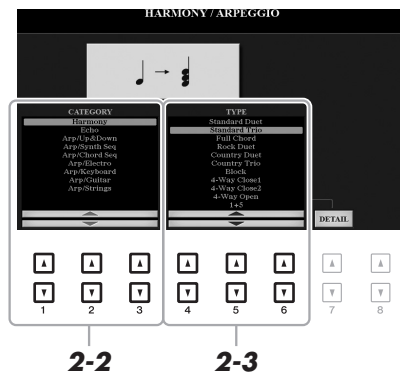 HARMONY / ARPEGGIO
CATEGORY
Harmony
Echo
Arp/Up&Down
Arp/Synth Seq
Arp/Chord Seq
Arp/Electro
Arp/Keyboard
Arp/Guitar
Arp/Strings
TYPE
Standard Duet
Standard Trio
Full Chord
Rock Duet
Country Duet
Country Trio
Block
4-Way Close1
4-Way Close2
4-Way Open
1+5
DETAIL
1 2 3 4 5 6 7 8
2-2 2-3